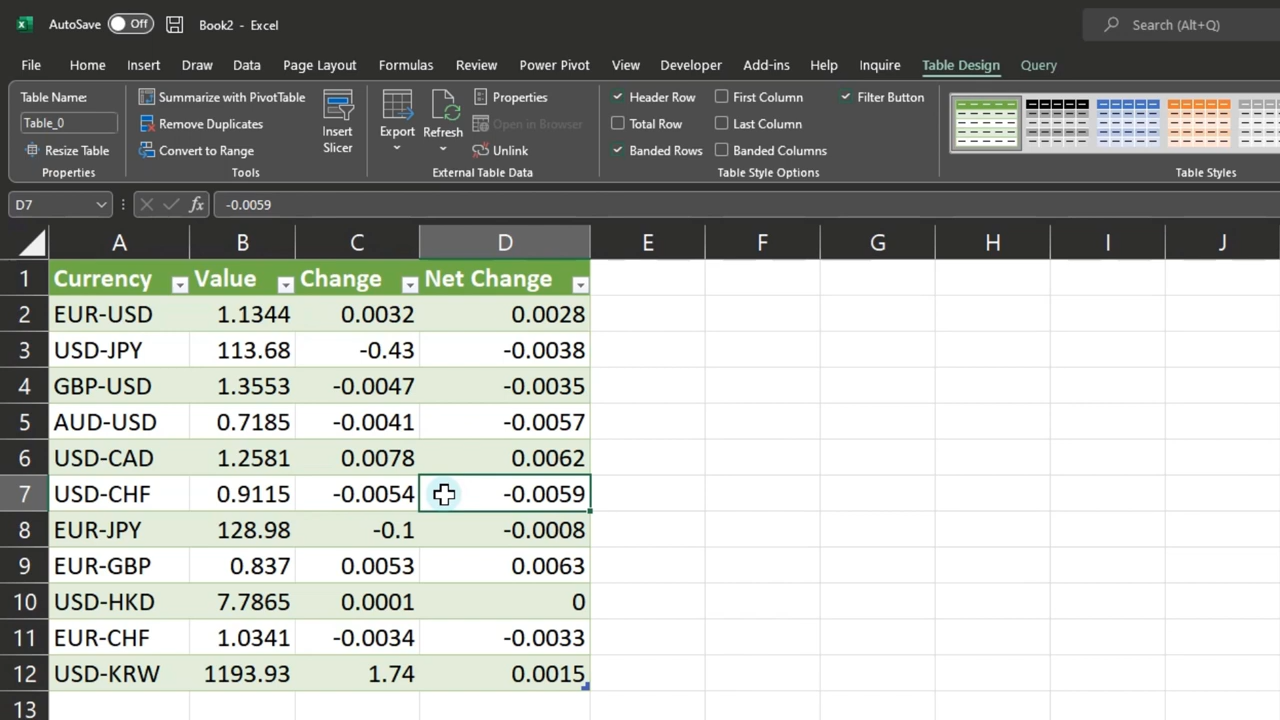 AutoSave Off Book2 - Excel Search (Alt+Q)
File Home Insert Draw Data Page Layout Formulas Review Power Pivot View Developer Add-ins Help Inquire Table Design Query
Table Name:
Table_0
Resize Table
Properties
Summarize with PivotTable
Remove Duplicates
Convert to Range
Insert
Slicer
Tools
Export
Refresh
Properties
Open in Browser
Unlink
External Table Data
Header Row
Total Row
Banded Rows
First Column
Last Column
Banded Columns
Filter Button
Table Style Options
Table Styles
D7 fx -0.0059
A B C D E F G H I J
1 Currency Value Change Net Change
2 EUR-USD 1.1344 0.0032 0.0028
3 USD-JPY 113.68 -0.43 -0.0038
4 GBP-USD 1.3553 -0.0047 -0.0035
5 AUD-USD 0.7185 -0.0041 -0.0057
6 USD-CAD 1.2581 0.0078 0.0062
7 USD-CHF 0.9115 -0.0054 -0.0059
8 EUR-JPY 128.98 -0.1 -0.0008
9 EUR-GBP 0.837 0.0053 0.0063
10 USD-HKD 7.7865 0.0001 0
11 EUR-CHF 1.0341 -0.0034 -0.0033
12 USD-KRW 1193.93 1.74 0.0015
13